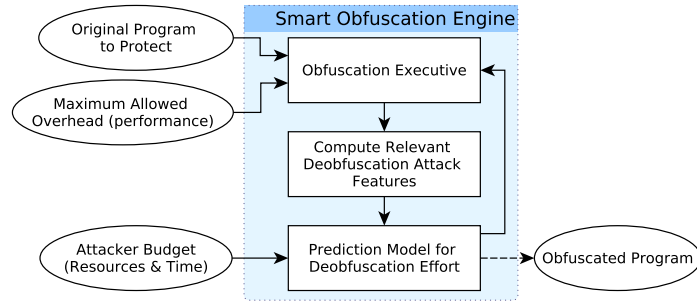 Smart Obfuscation Engine
Original Program
to Protect
Obfuscation Executive
Maximum Allowed
Overhead (performance)
Compute Relevant
Deobfuscation Attack
Features
Attacker Budget
(Resources & Time)
Prediction Model for
Deobfuscation Effort
Obfuscated Program